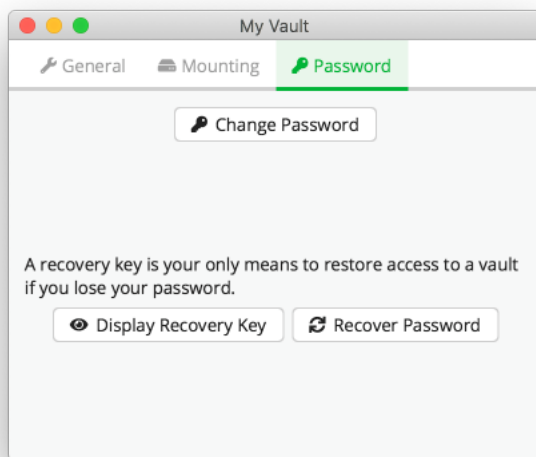 My Vault
General Mounting Password
Change Password
A recovery key is your only means to restore access to a vault
if you lose your password.
Display Recovery Key Recover Password